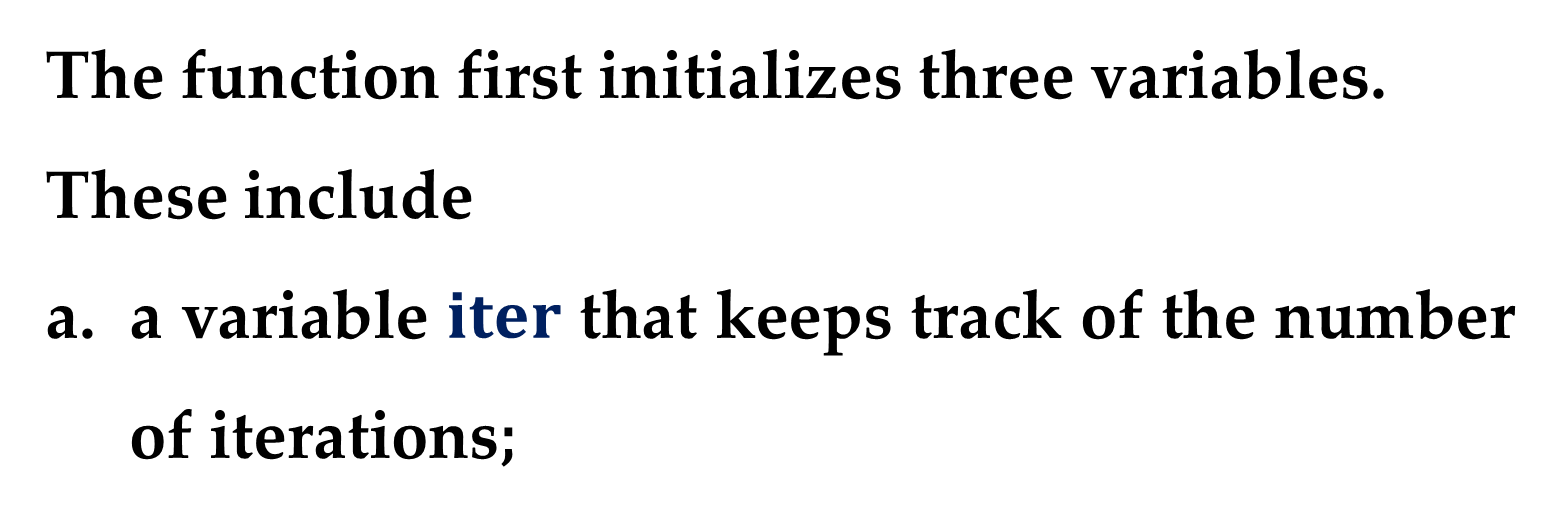 The function first initializes three variables.
These include
a. a variable iter that keeps track of the number
of iterations;